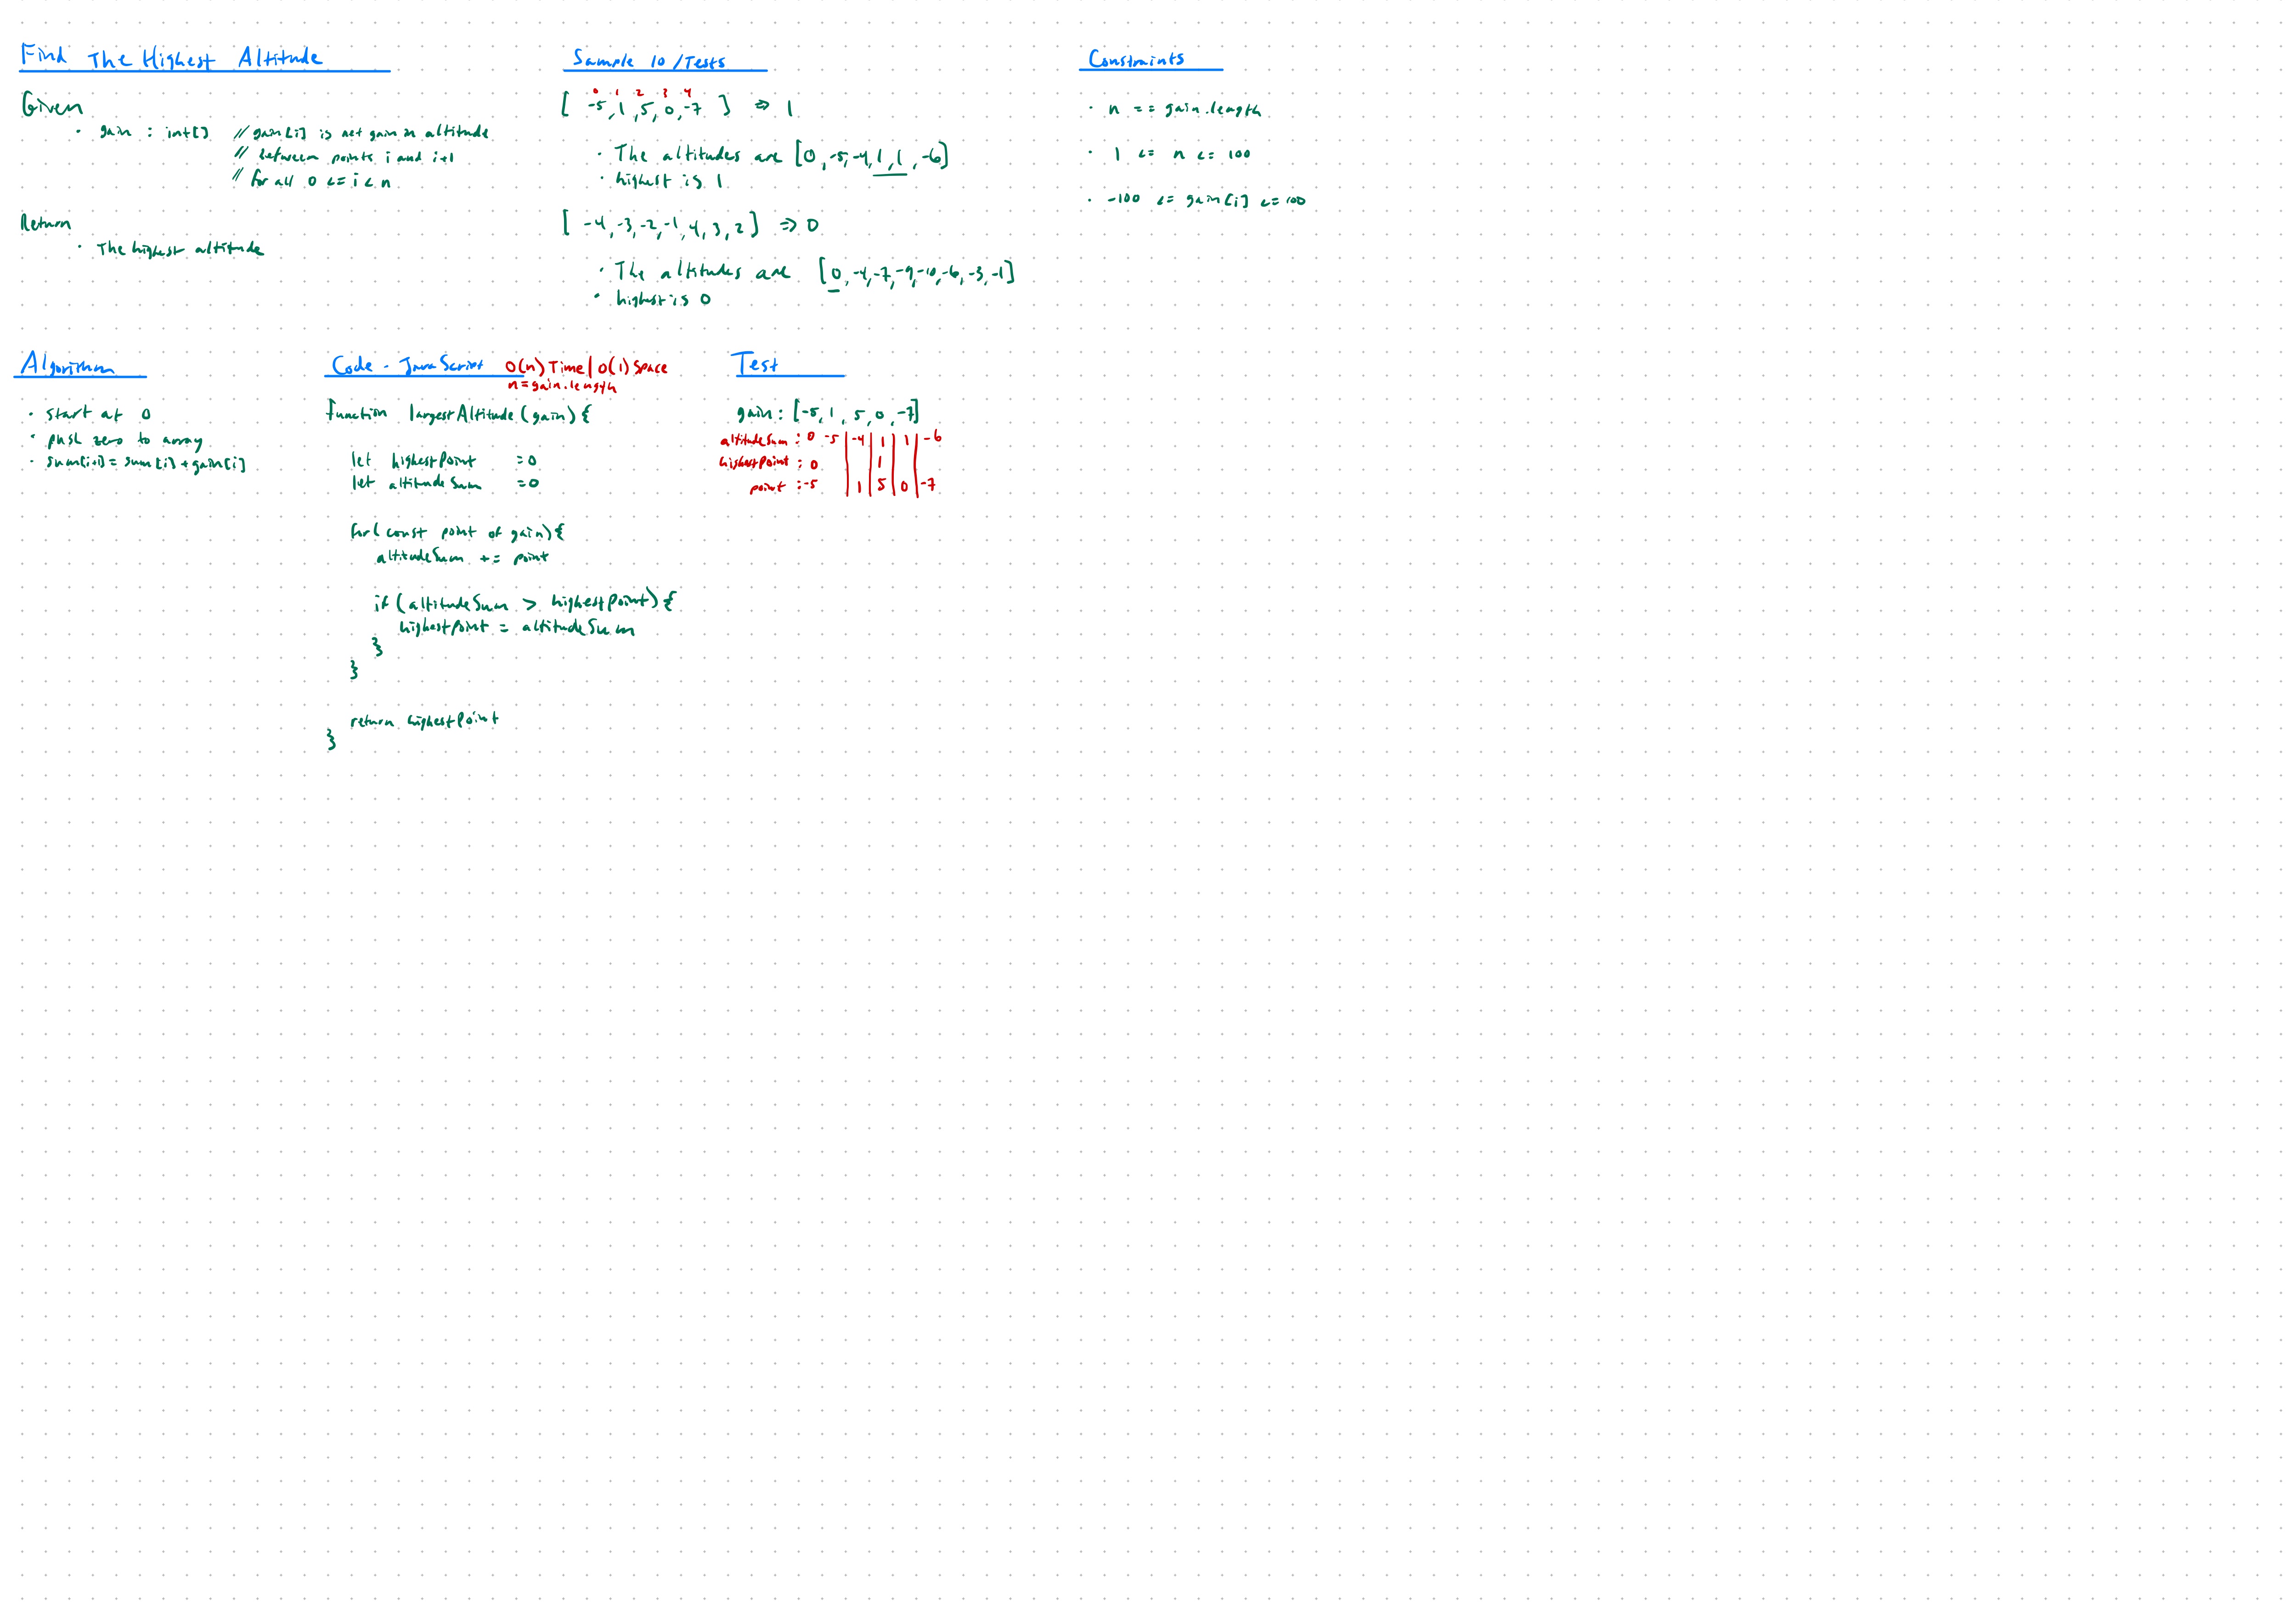 Find The Highest Altitude
Given
· gain : int[] // gain[i] is net gain in altitude
// between points i and i+1
// for all 0 <= i < n
Return
· The highest altitude
Sample IO / Tests
0 1 2 3 4
[ -5, 1, 5, 0, -7 ] => 1
· The altitudes are [0, -5, -4, 1, 1, -6]
· highest is 1
[ -4, -3, -2, -1, 4, 3, 2 ] => 0
· The altitudes are [0, -4, -7, -9, -10, -6, -3, -1]
· highest is 0
Constraints
· n == gain.length
· 1 <= n <= 100
· -100 <= gain[i] <= 100
Algorithm
· start at 0
· push zero to array
· sum[i+1] = sum[i] + gain[i]
Code - JavaScript O(n) Time | O(1) Space
n = gain.length
function largestAltitude (gain) {
let highestPoint = 0
let altitudeSum = 0
for( const point of gain) {
altitudeSum += point
if (altitudeSum > highestPoint) {
highestPoint = altitudeSum
}
}
return highestPoint
}
Test
gain : [-5, 1, 5, 0, -7]
altitudeSum : 0 -5 | -4 | 1 | 1 | -6
highestPoint : 0 | | 1 | |
point : -5 | 1 | 5 | 0 | -7